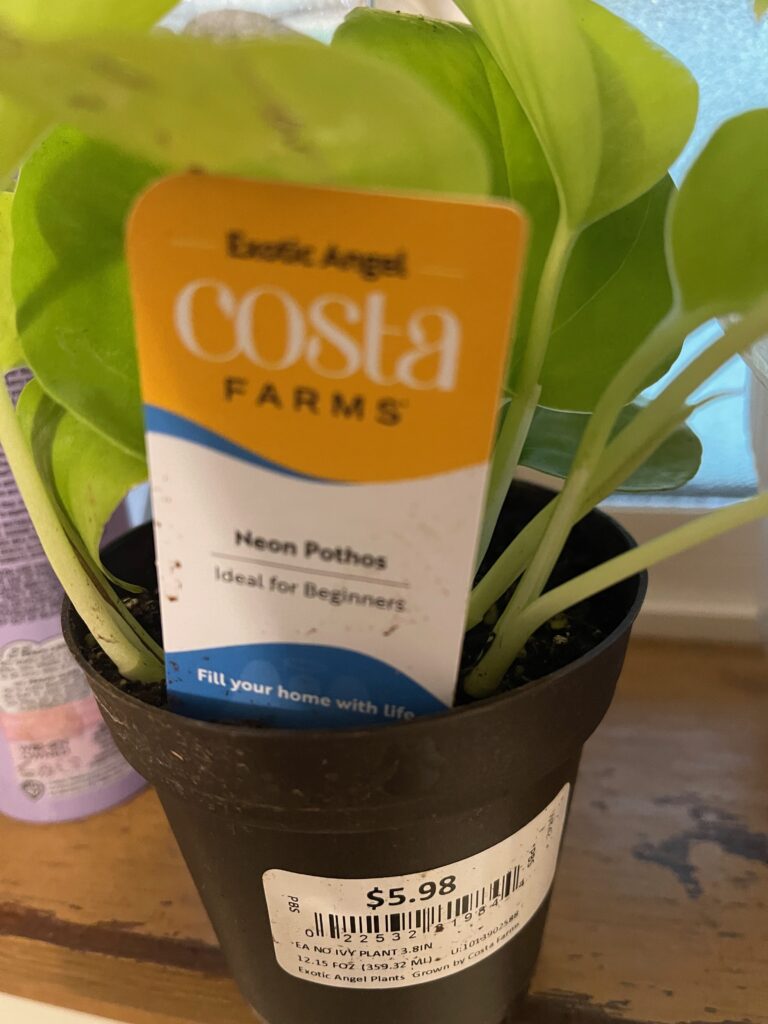 Exotic Angel
costa
FARMS
Neon Pothos
Ideal for Beginners
Fill your home with life
PBS
$5.98
EA NO IVY PLANT 3.8IN
12.15 FOZ (359.32 ML)
Exotic Angel Plants Grown by Costa Farms